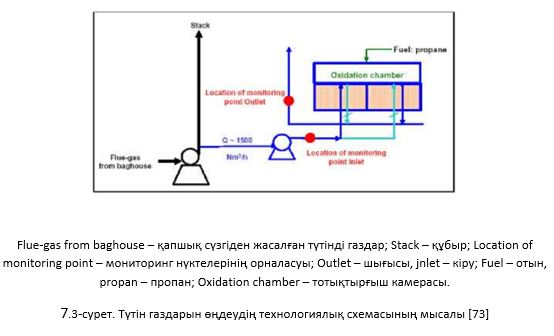 Stack
Fuel: propane
Oxidation chamber
Location of monitoring
point Outlet
Q ~ 1500
Nm³/h
Location of monitoring
point Inlet
Flue-gas
from baghouse
Flue-gas from baghouse – қапшық сүзгіден жасалған түтінді газдар; Stack – құбыр; Location of
monitoring point – мониторинг нүктелерінің орналасуы; Outlet – шығысы, jnlet – кіру; Fuel – отын,
propan – пропан; Oxidation chamber – тотықтырғыш камерасы.
7.3-сурет. Түтін газдарын өңдеудің технологиялық схемасының мысалы [73]